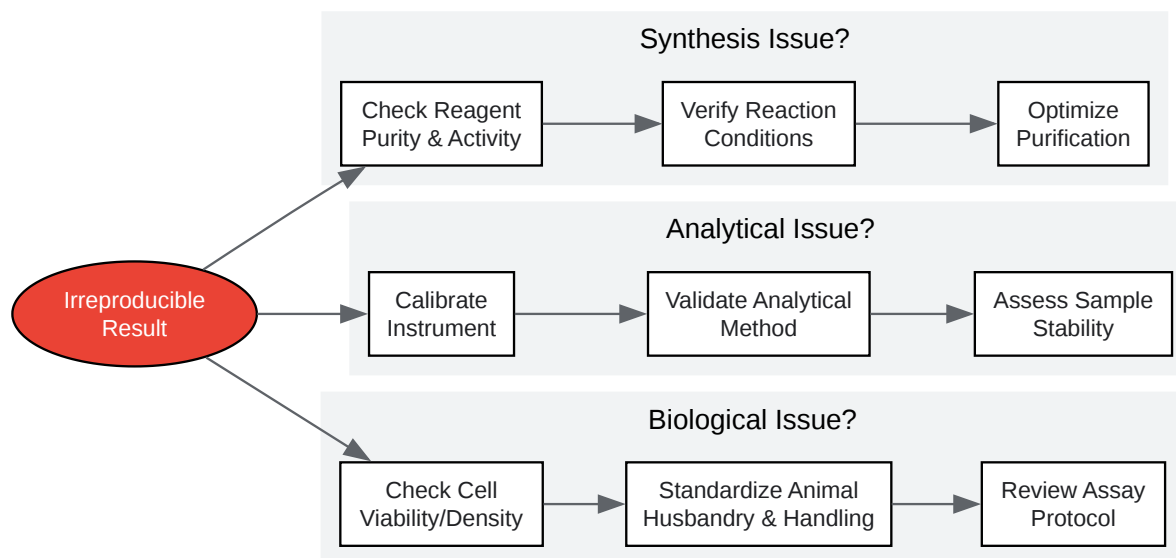 Synthesis Issue?
Check Reagent
Purity & Activity
Verify Reaction
Conditions
Optimize
Purification
Analytical Issue?
Irreproducible
Result
Calibrate
Instrument
Validate Analytical
Method
Assess Sample
Stability
Biological Issue?
Check Cell
Viability/Density
Standardize Animal
Husbandry & Handling
Review Assay
Protocol